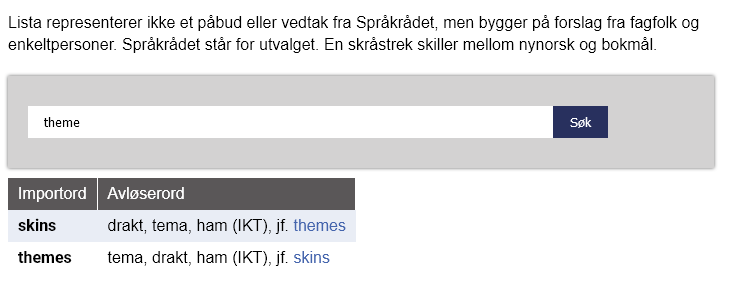 Lista representerer ikke et påbud eller vedtak fra Språkrådet, men bygger på forslag fra fagfolk og
enkeltpersoner. Språkrådet står for utvalget. En skråstrek skiller mellom nynorsk og bokmål.
theme Søk
Importord Avløserord
skins drakt, tema, ham (IKT), jf. themes
themes tema, drakt, ham (IKT), jf. skins